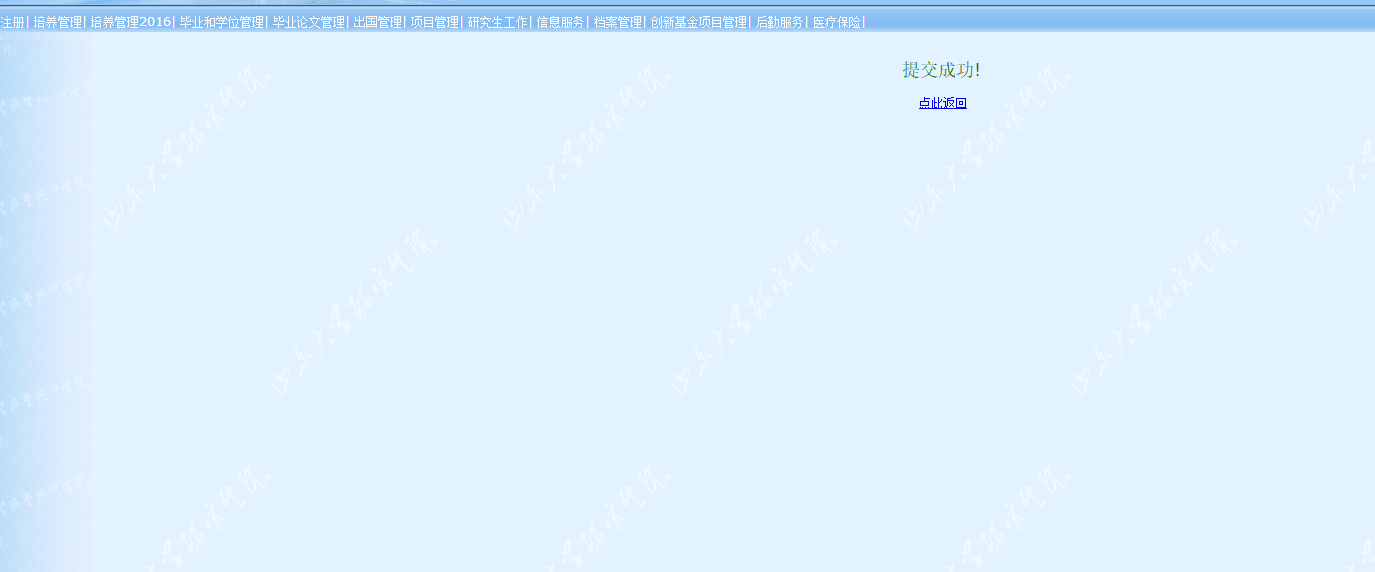 注册| 培养管理| 培养管理2016| 毕业和学位管理| 毕业论文管理| 出国管理| 项目管理| 研究生工作| 信息服务| 档案管理| 创新基金项目管理| 后勤服务| 医疗保险|
提交成功!
点此返回